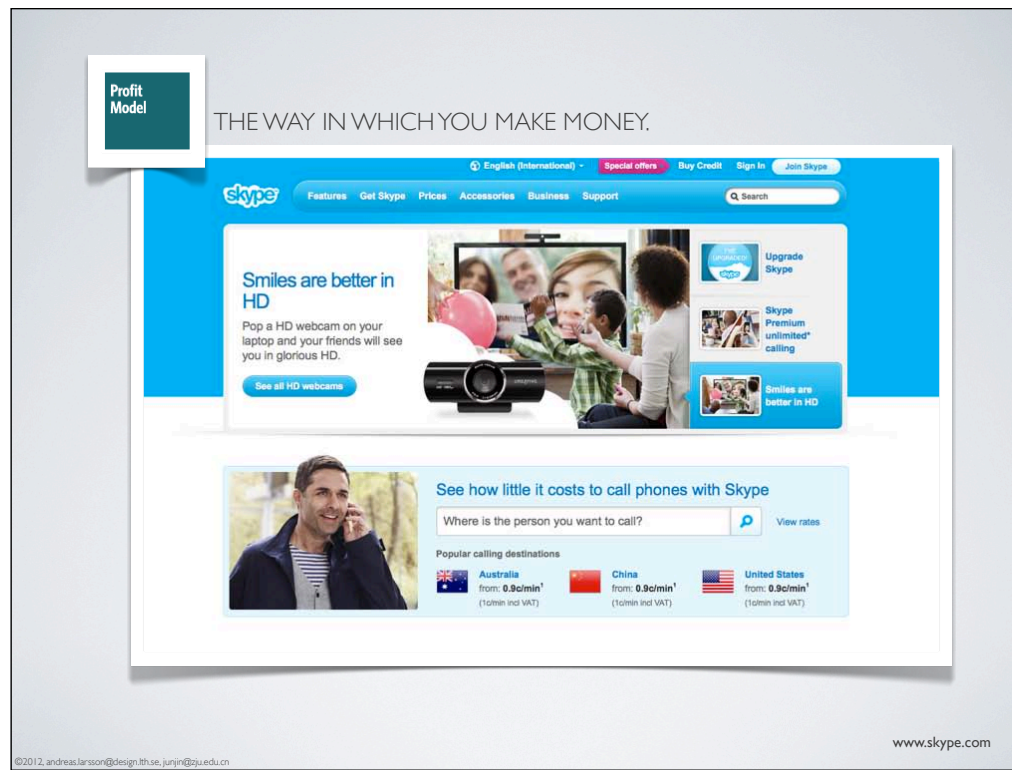 Profit
Model
THE WAY IN WHICH YOU MAKE MONEY.
English (International)
Special offers
Buy Credit
Sign In
Join Skype
skype
Features
Get Skype
Prices
Accessories
Business
Support
Search
Smiles are better in
HD
Pop a HD webcam on your
laptop and your friends will see
you in glorious HD.
See all HD webcams
I'VE
UPGRADED!
skype
Upgrade
Skype
Skype
Premium
unlimited*
calling
Smiles are
better in HD
See how little it costs to call phones with Skype
Where is the person you want to call?
View rates
Popular calling destinations
Australia
from: 0.9c/min¹
(1c/min incl VAT)
China
from: 0.9c/min¹
(1c/min incl VAT)
United States
from: 0.9c/min¹
(1c/min incl VAT)
www.skype.com
©2012, andreas.larsson@design.lth.se, junjin@zju.edu.cn